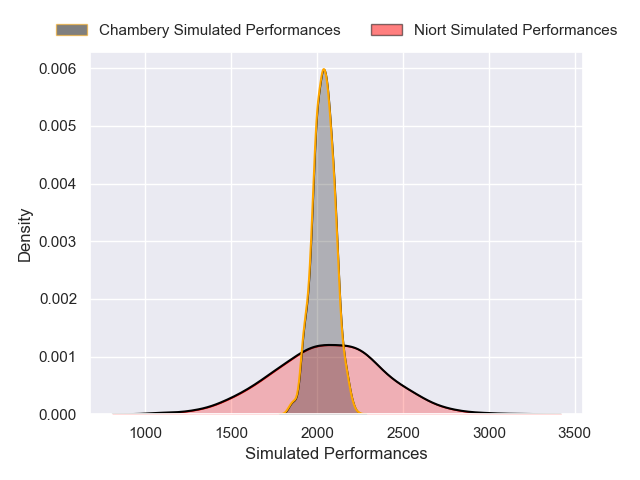 Chambery Simulated Performances
Niort Simulated Performances
0.006
0.005
0.004
0.003
0.002
0.001
0.000
Density
1000 1500 2000 2500 3000 3500
Simulated Performances